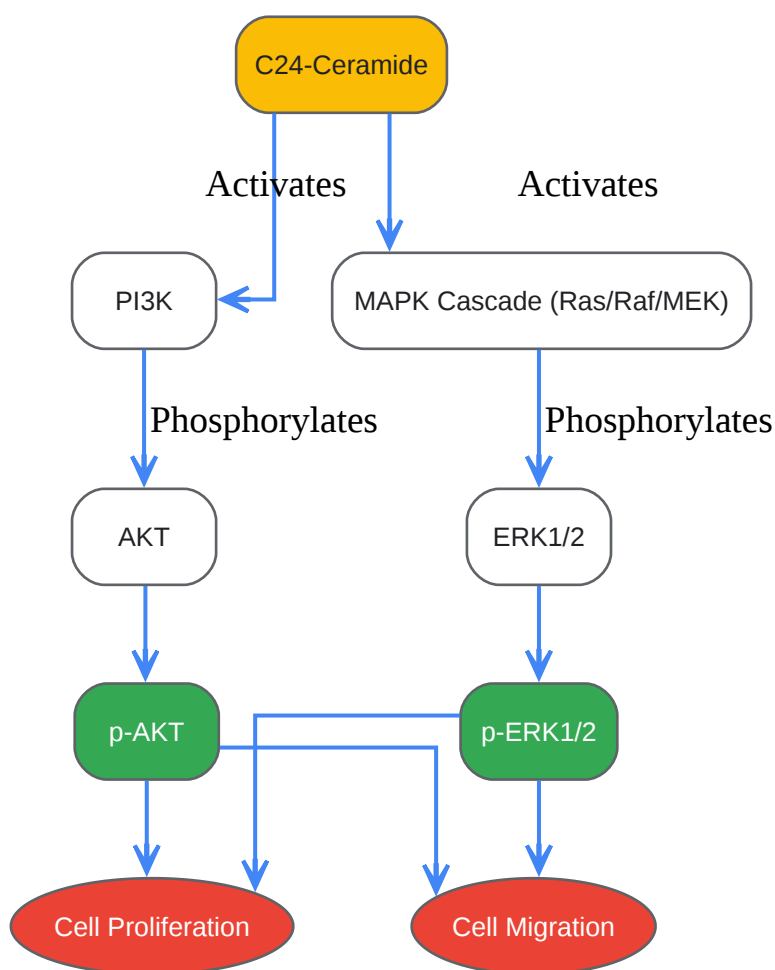 C24-Ceramide
Activates
Activates
PI3K
MAPK Cascade (Ras/Raf/MEK)
Phosphorylates
Phosphorylates
AKT
ERK1/2
p-AKT
p-ERK1/2
Cell Proliferation
Cell Migration